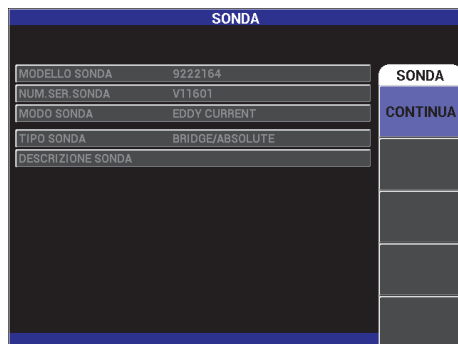 SONDA
MODELLO SONDA 9222164
NUM.SER.SONDA V11601
MODO SONDA EDDY CURRENT
TIPO SONDA BRIDGE/ABSOLUTE
DESCRIZIONE SONDA
SONDA
CONTINUA